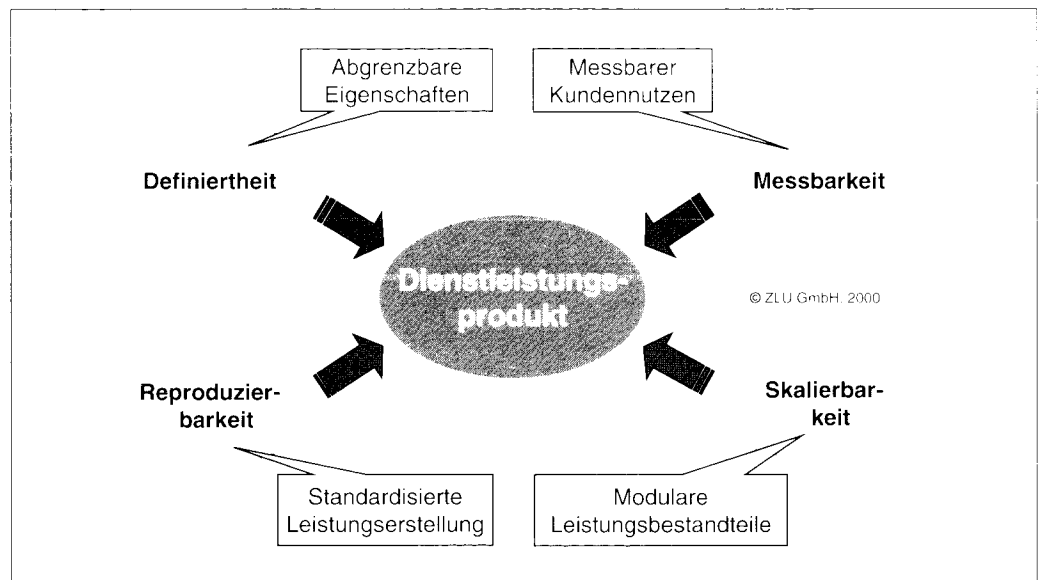 Abgrenzbare
Eigenschaften
Messbarer
Kundennutzen
Definiertheit
Messbarkeit
Dienstleistungs-
produkt
© ZLU GmbH, 2000
Reproduzier-
barkeit
Skalierbar-
keit
Standardisierte
Leistungserstellung
Modulare
Leistungsbestandteile